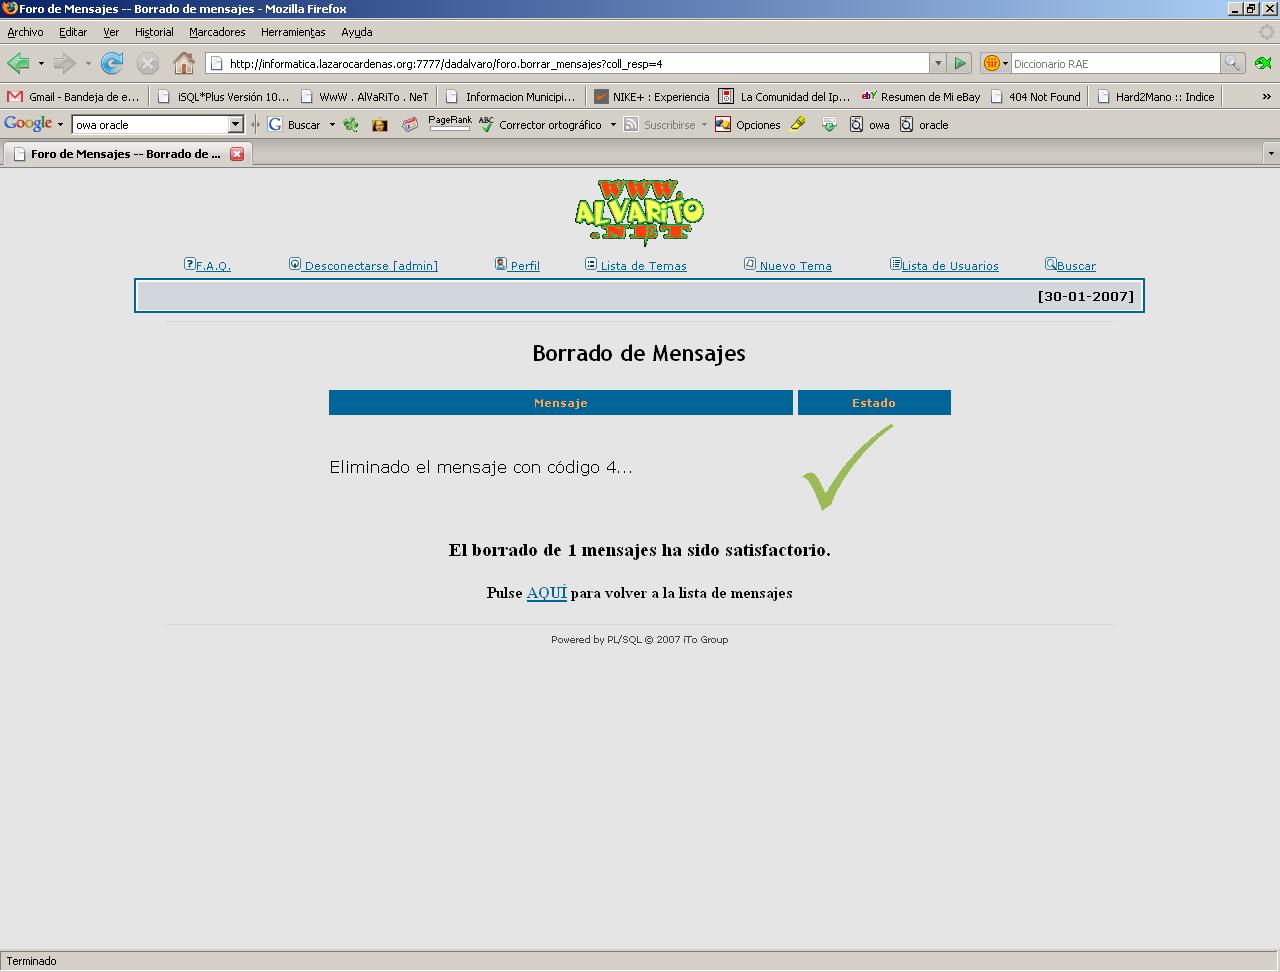 Foro de Mensajes -- Borrado de mensajes - Mozilla Firefox
Archivo Editar Ver Historial Marcadores Herramientas Ayuda
http://informatica.lazarocardenas.org:7777/dadalvaro/foro.borrar_mensajes?coll_resp=4 Diccionario RAE
Gmail - Bandeja de e... iSQL*Plus Versión 10... WwW . AlVaRiTo . NeT Informacion Municipi... NIKE+ : Experiencia La Comunidad del Ip... Resumen de Mi eBay 404 Not Found Hard2Mano :: Indice »
Google owa oracle Buscar PageRank Corrector ortográfico Suscribirse Opciones owa oracle
Foro de Mensajes -- Borrado de ...
WWW.
ALVARiTO
.NET
F.A.Q. Desconectarse [admin] Perfil Lista de Temas Nuevo Tema Lista de Usuarios Buscar
[30-01-2007]
Borrado de Mensajes
Mensaje Estado
Eliminado el mensaje con código 4...
El borrado de 1 mensajes ha sido satisfactorio.
Pulse AQUÍ para volver a la lista de mensajes
Powered by PL/SQL © 2007 iTo Group
Terminado